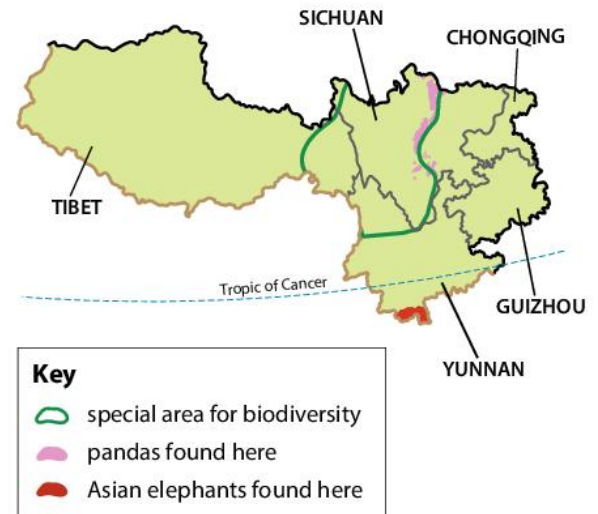 SICHUAN
CHONGQING
TIBET
Tropic of Cancer
GUIZHOU
YUNNAN
Key
special area for biodiversity
pandas found here
Asian elephants found here